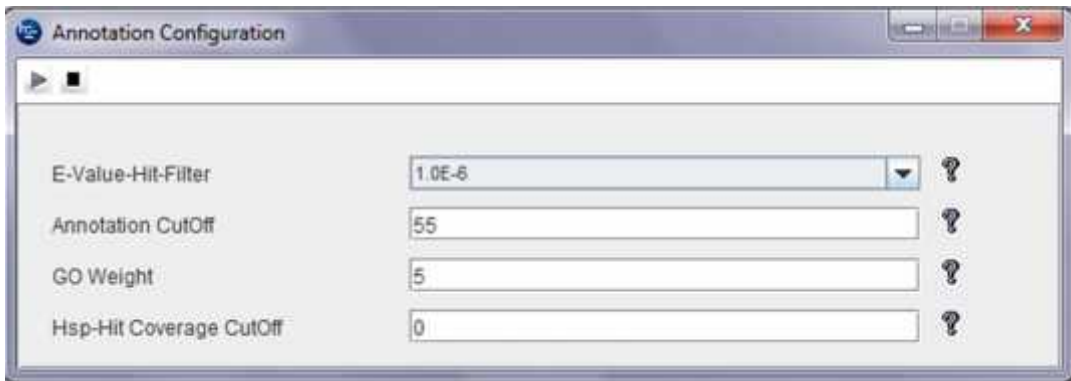 Annotation Configuration
E-Value-Hit-Filter 1.0E-6
Annotation CutOff 55
GO Weight 5
Hsp-Hit Coverage CutOff 0